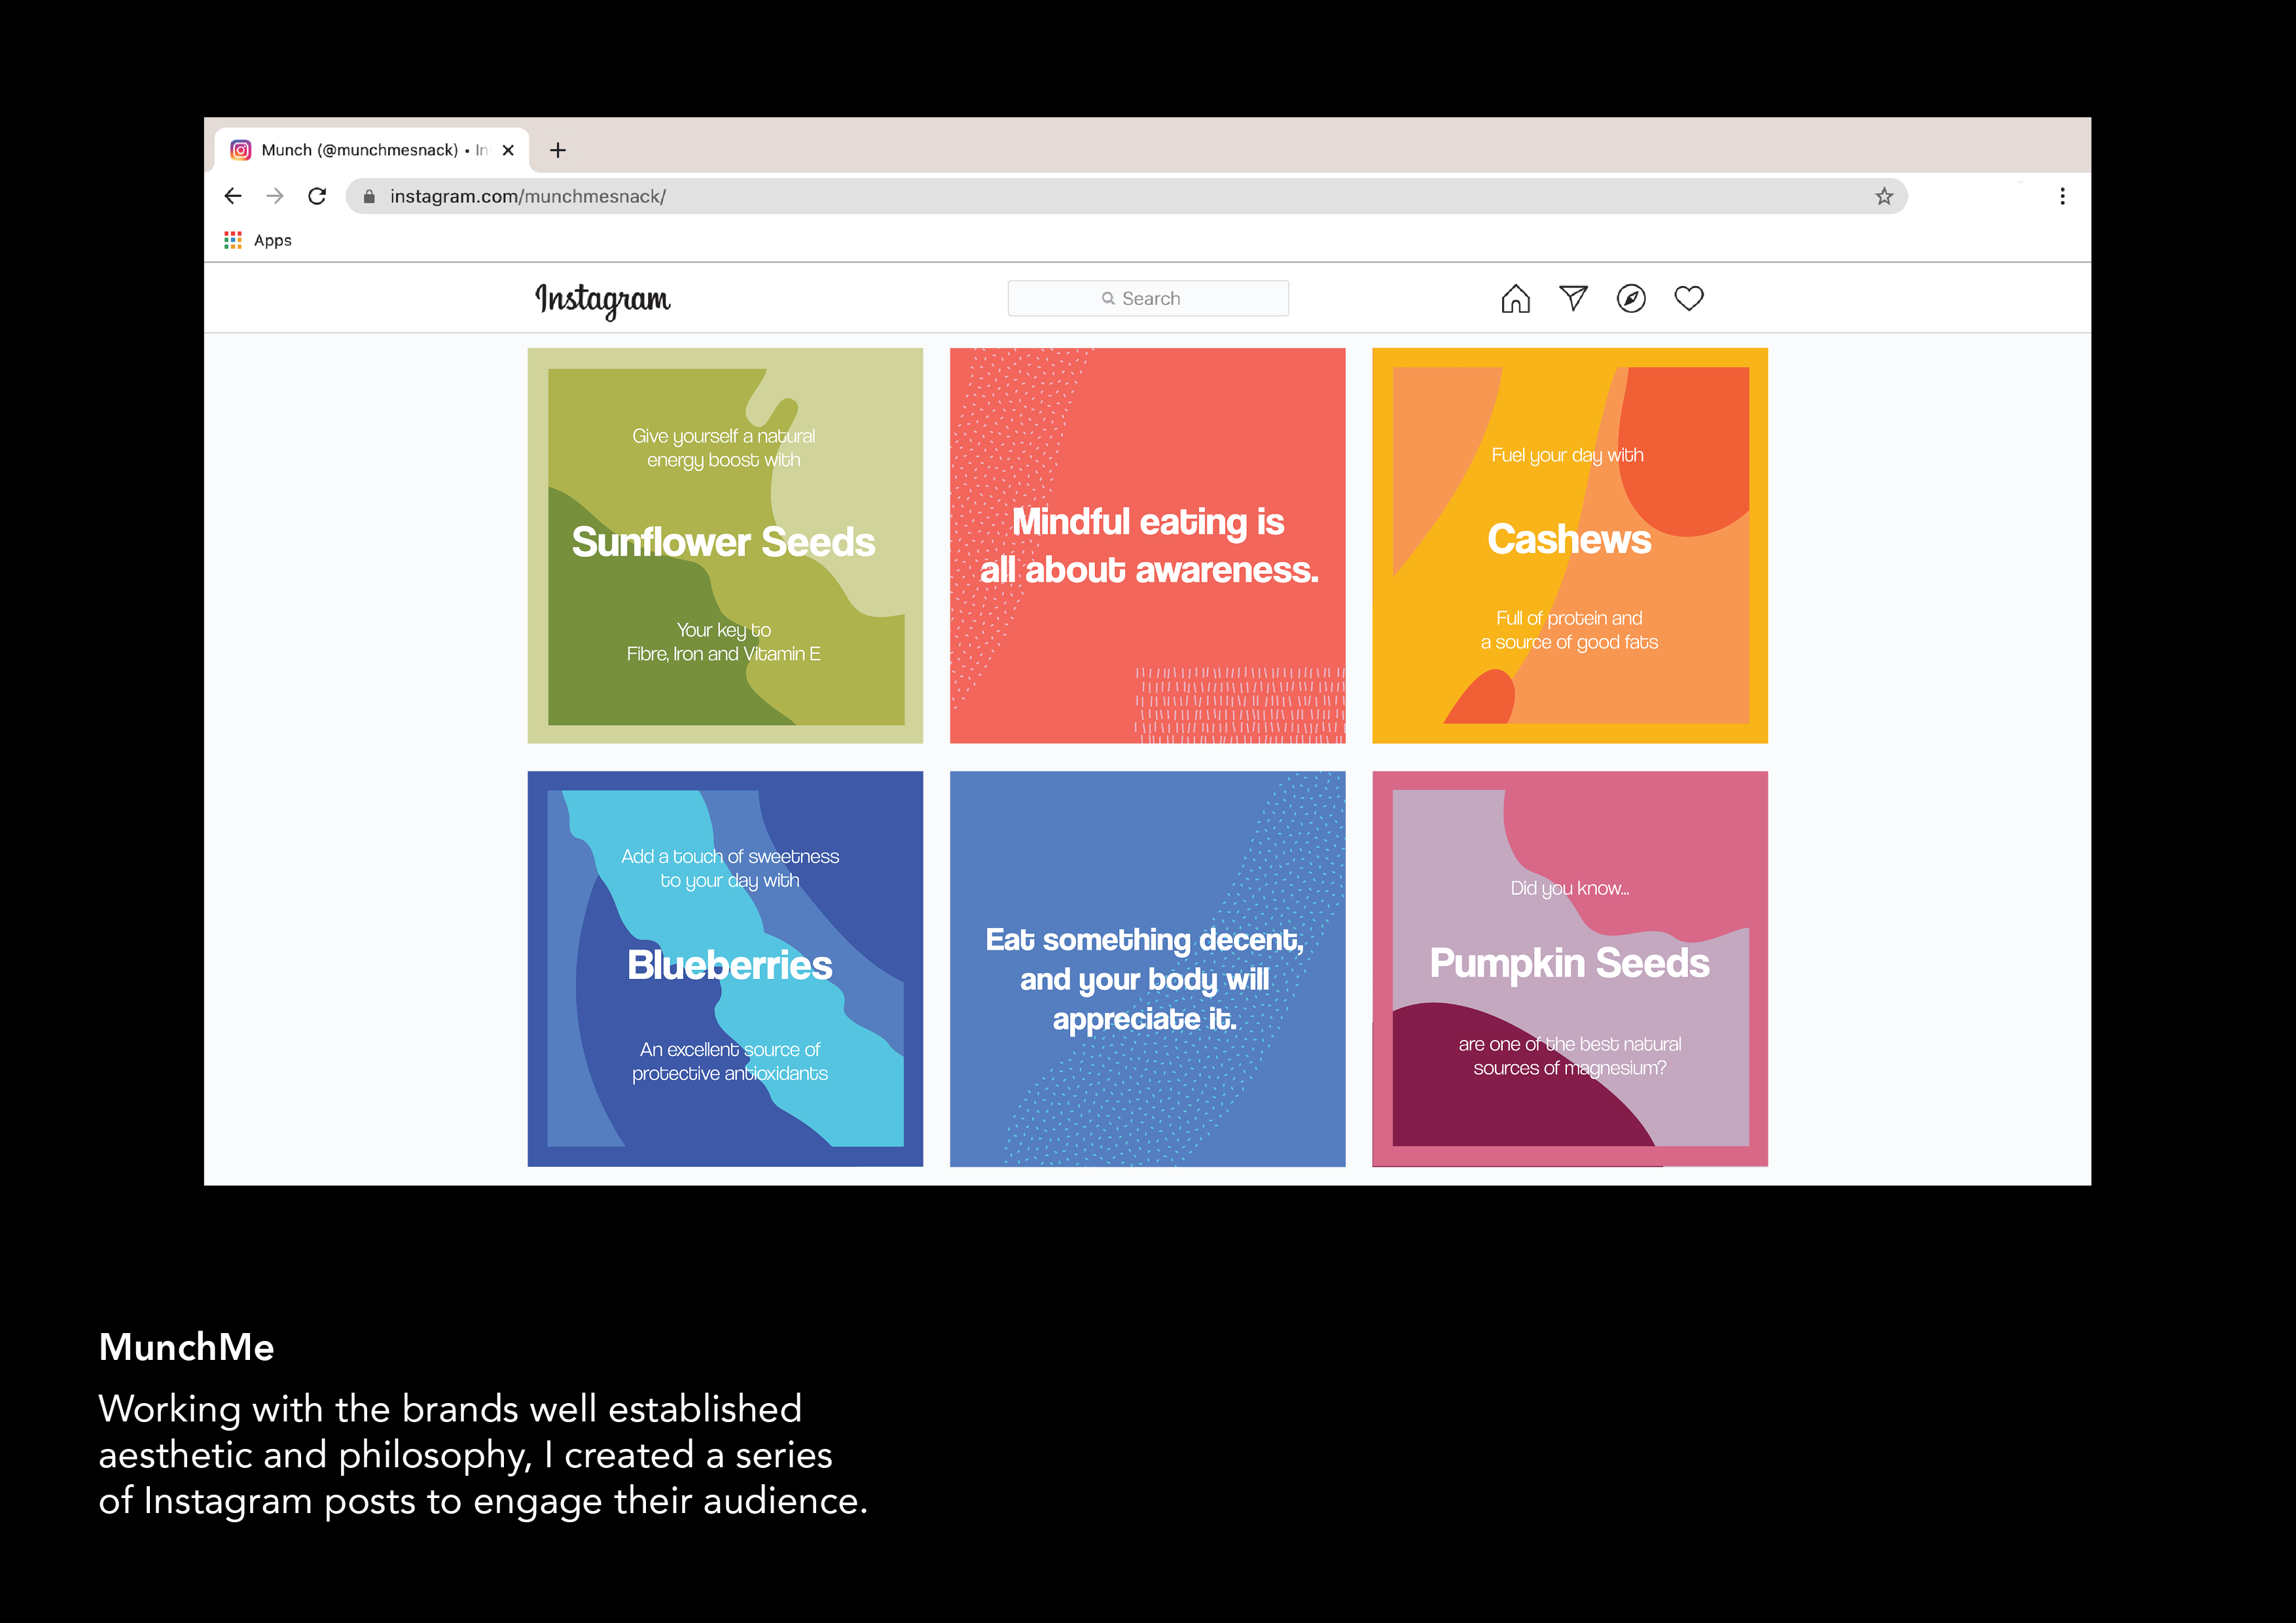 Munch (@munchmesnack) • In
instagram.com/munchmesnack/
Apps
Instagram
Search
Give yourself a natural
energy boost with
Sunflower Seeds
Your key to
Fibre, Iron and Vitamin E
Mindful eating is
all about awareness.
Fuel your day with
Cashews
Full of protein and
a source of good fats
Add a touch of sweetness
to your day with
Blueberries
An excellent source of
protective antioxidants
Eat something decent,
and your body will
appreciate it.
Did you know...
Pumpkin Seeds
are one of the best natural
sources of magnesium?
MunchMe
Working with the brands well established
aesthetic and philosophy, I created a series
of Instagram posts to engage their audience.